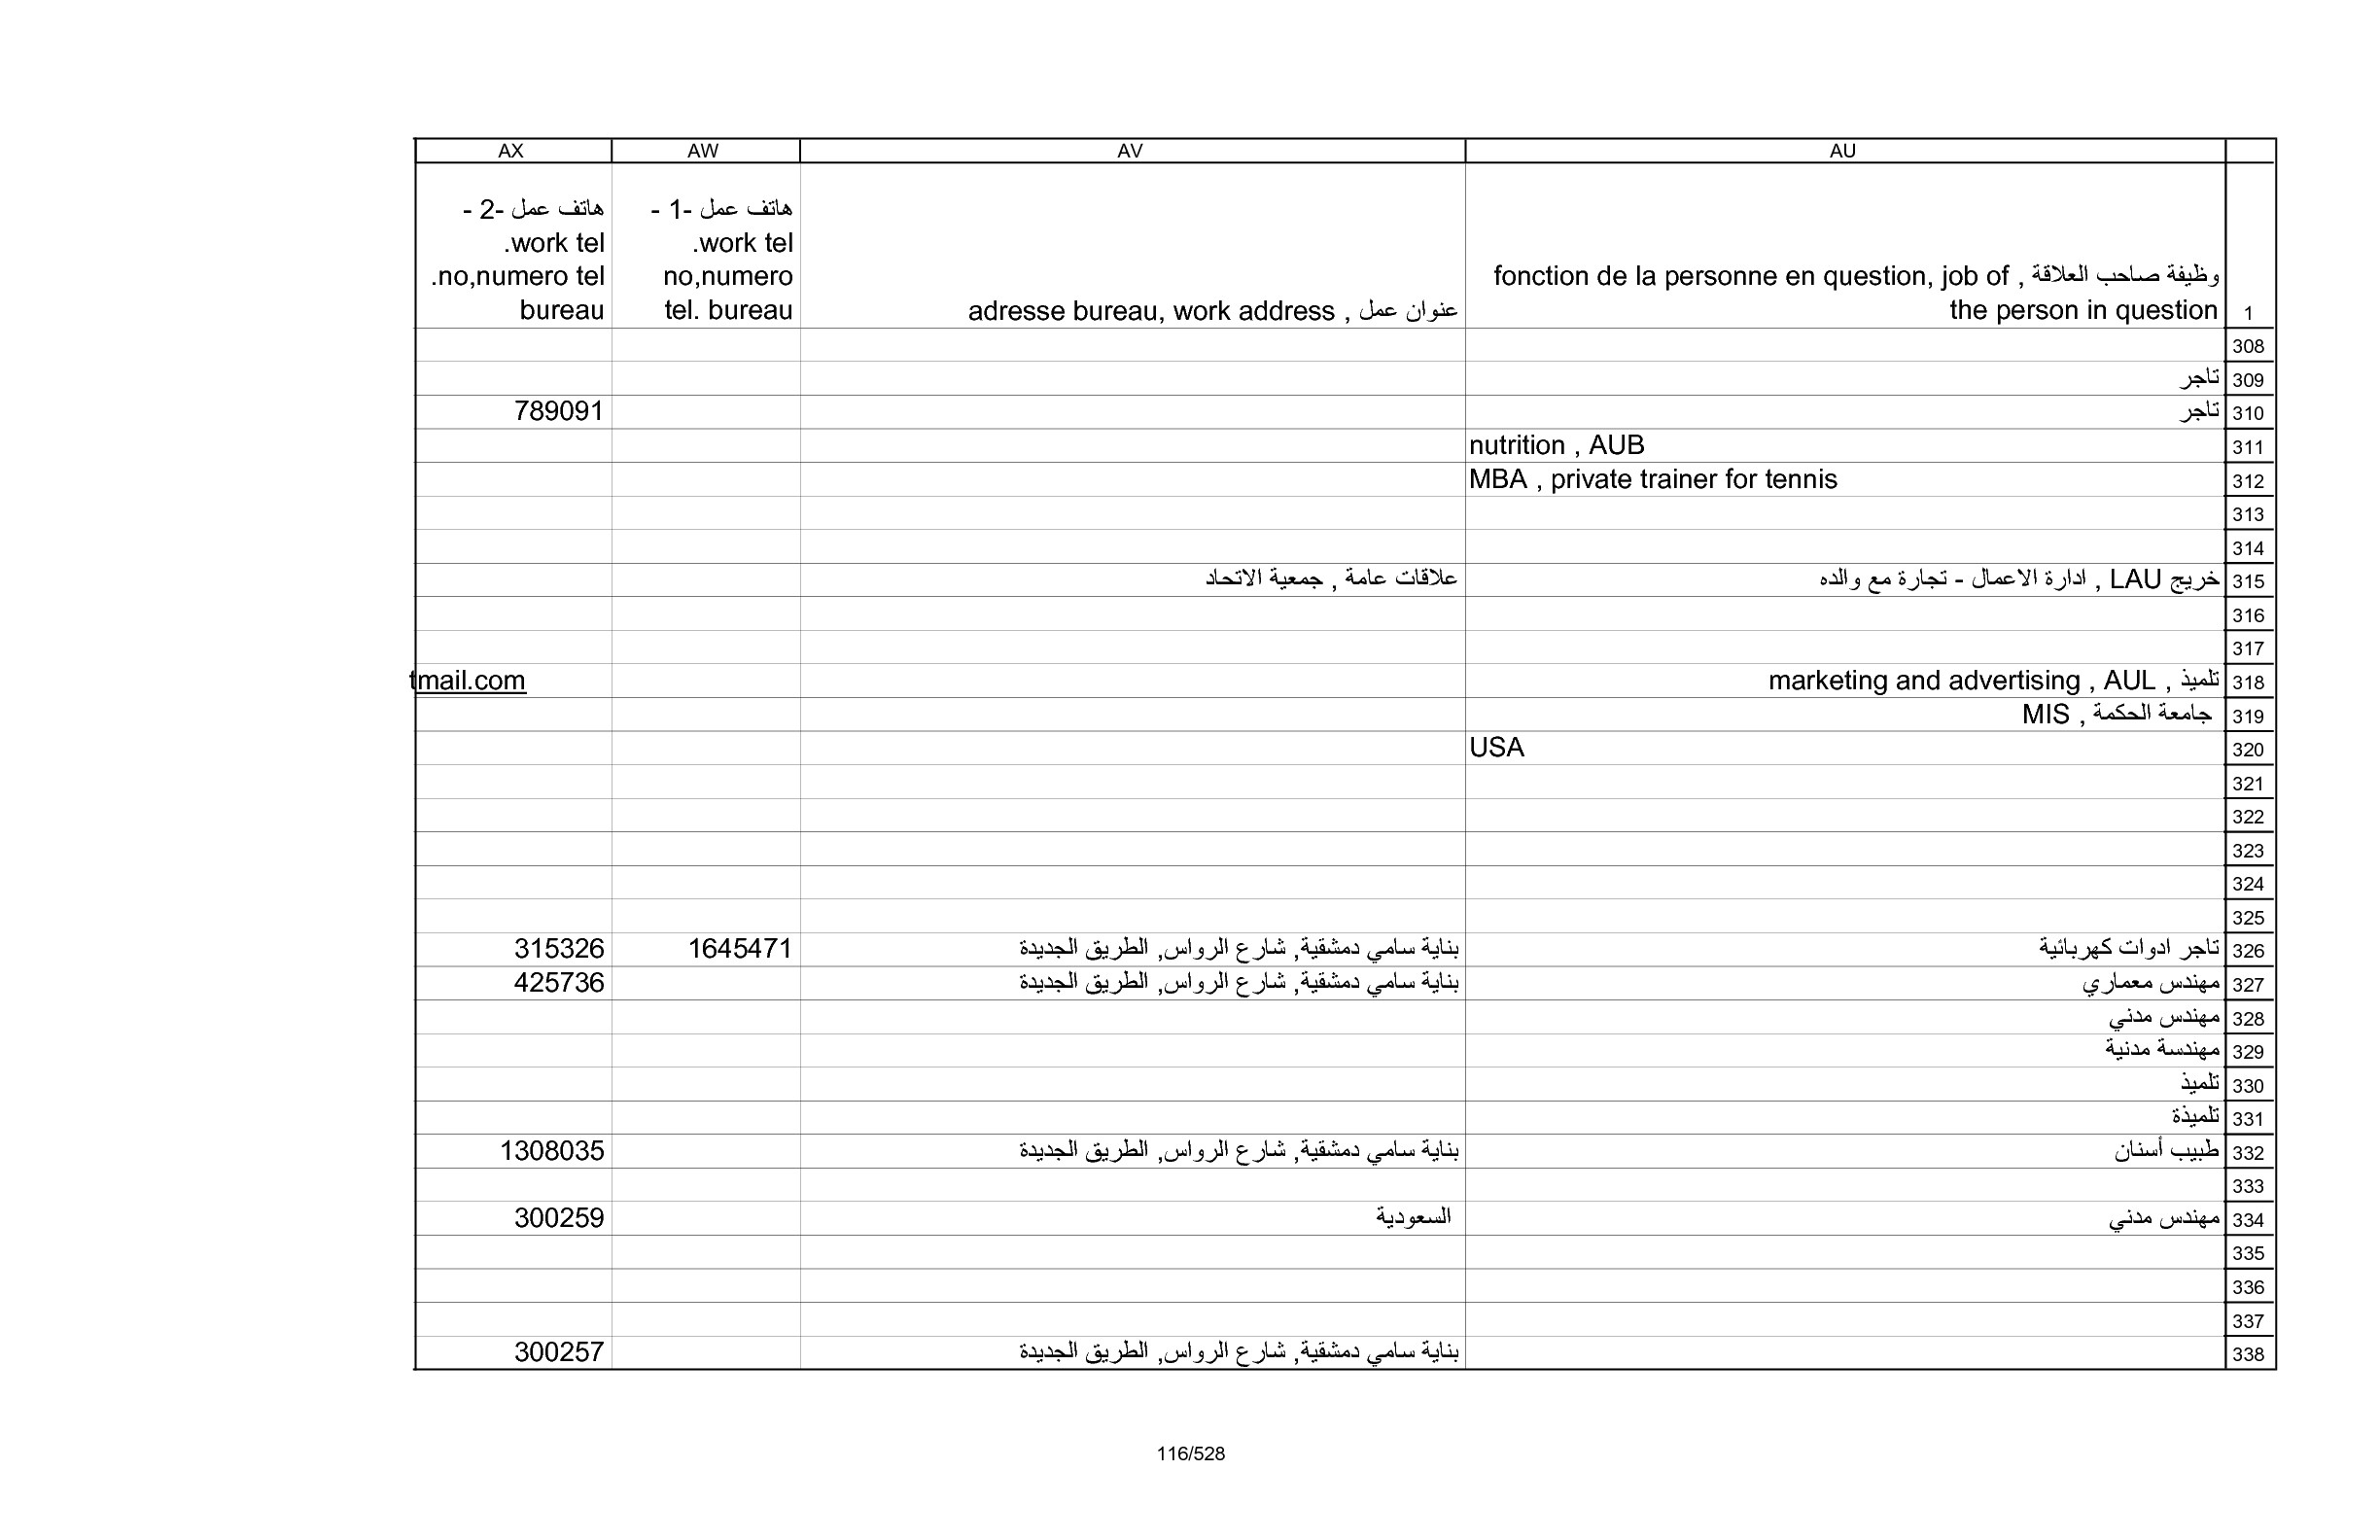 AU AV AW AX
1 وظيفة صاحب العلاقة , fonction de la personne en question, job of
the person in question
عنوان عمل , adresse bureau, work address
هاتف عمل -1 -
work tel.
no,numero
tel. bureau
هاتف عمل -2 -
work tel.
no,numero tel.
bureau
308
309 تاجر
310 تاجر 789091
311 nutrition , AUB
312 MBA , private trainer for tennis
313
314
315 خريج LAU , ادارة الاعمال - تجارة مع والده علاقات عامة , جمعية الاتحاد
316
317
318 تلميذ , marketing and advertising , AUL tmail.com
319 جامعة الحكمة , MIS
320 USA
321
322
323
324
325
326 تاجر ادوات كهربائية بناية سامي دمشقية, شارع الرواس, الطريق الجديدة 1645471 315326
327 مهندس معماري بناية سامي دمشقية, شارع الرواس, الطريق الجديدة 425736
328 مهندس مدني
329 مهندسة مدنية
330 تلميذ
331 تلميذة
332 طبيب أسنان بناية سامي دمشقية, شارع الرواس, الطريق الجديدة 1308035
333
334 مهندس مدني السعودية 300259
335
336
337
338 بناية سامي دمشقية, شارع الرواس, الطريق الجديدة 300257
116/528